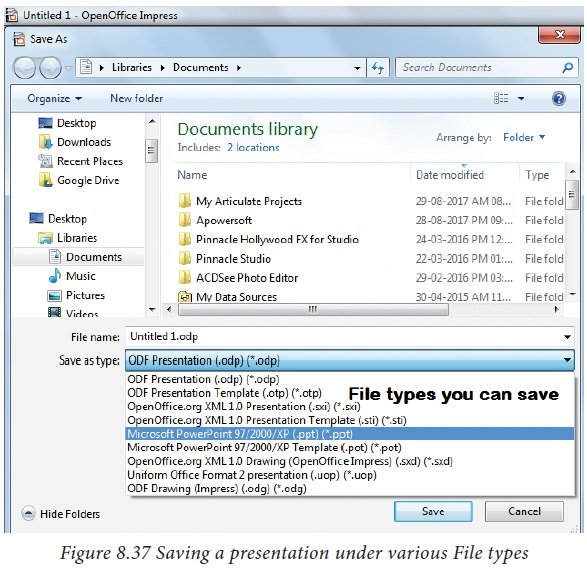 Untitled 1 - OpenOffice Impress
Save As
Libraries Documents Search Documents
Organize New folder
Desktop
Downloads
Recent Places
Google Drive
Desktop
Libraries
Documents
Music
Pictures
Videos
Documents library
Includes: 2 locations
Arrange by: Folder
Name Date modified Type
My Articulate Projects 29-08-2017 AM 08... File fold
Apowersoft 28-08-2017 PM 09:... File fold
Pinnacle Hollywood FX for Studio 24-03-2016 PM 12:... File fold
Pinnacle Studio 22-03-2016 PM 01:... File fold
ACDSee Photo Editor 29-02-2016 PM 03:... File fold
My Data Sources 30-04-2015 AM 11... File fold
File name: Untitled 1.odp
Save as type: ODF Presentation (.odp) (*.odp)
ODF Presentation (.odp) (*.odp)
ODF Presentation Template (.otp) (*.otp)
File types you can save
OpenOffice.org XML 1.0 Presentation (.sxi) (*.sxi)
OpenOffice.org XML 1.0 Presentation Template (.sti) (*.sti)
Microsoft PowerPoint 97/2000/XP (.ppt) (*.ppt)
Microsoft PowerPoint 97/2000/XP Template (.pot) (*.pot)
OpenOffice.org XML 1.0 Drawing (OpenOffice Impress) (.sxd) (*.sxd)
Uniform Office Format 2 presentation (.uop) (*.uop)
ODF Drawing (Impress) (.odg) (*.odg)
Hide Folders Save Cancel
Figure 8.37 Saving a presentation under various File types